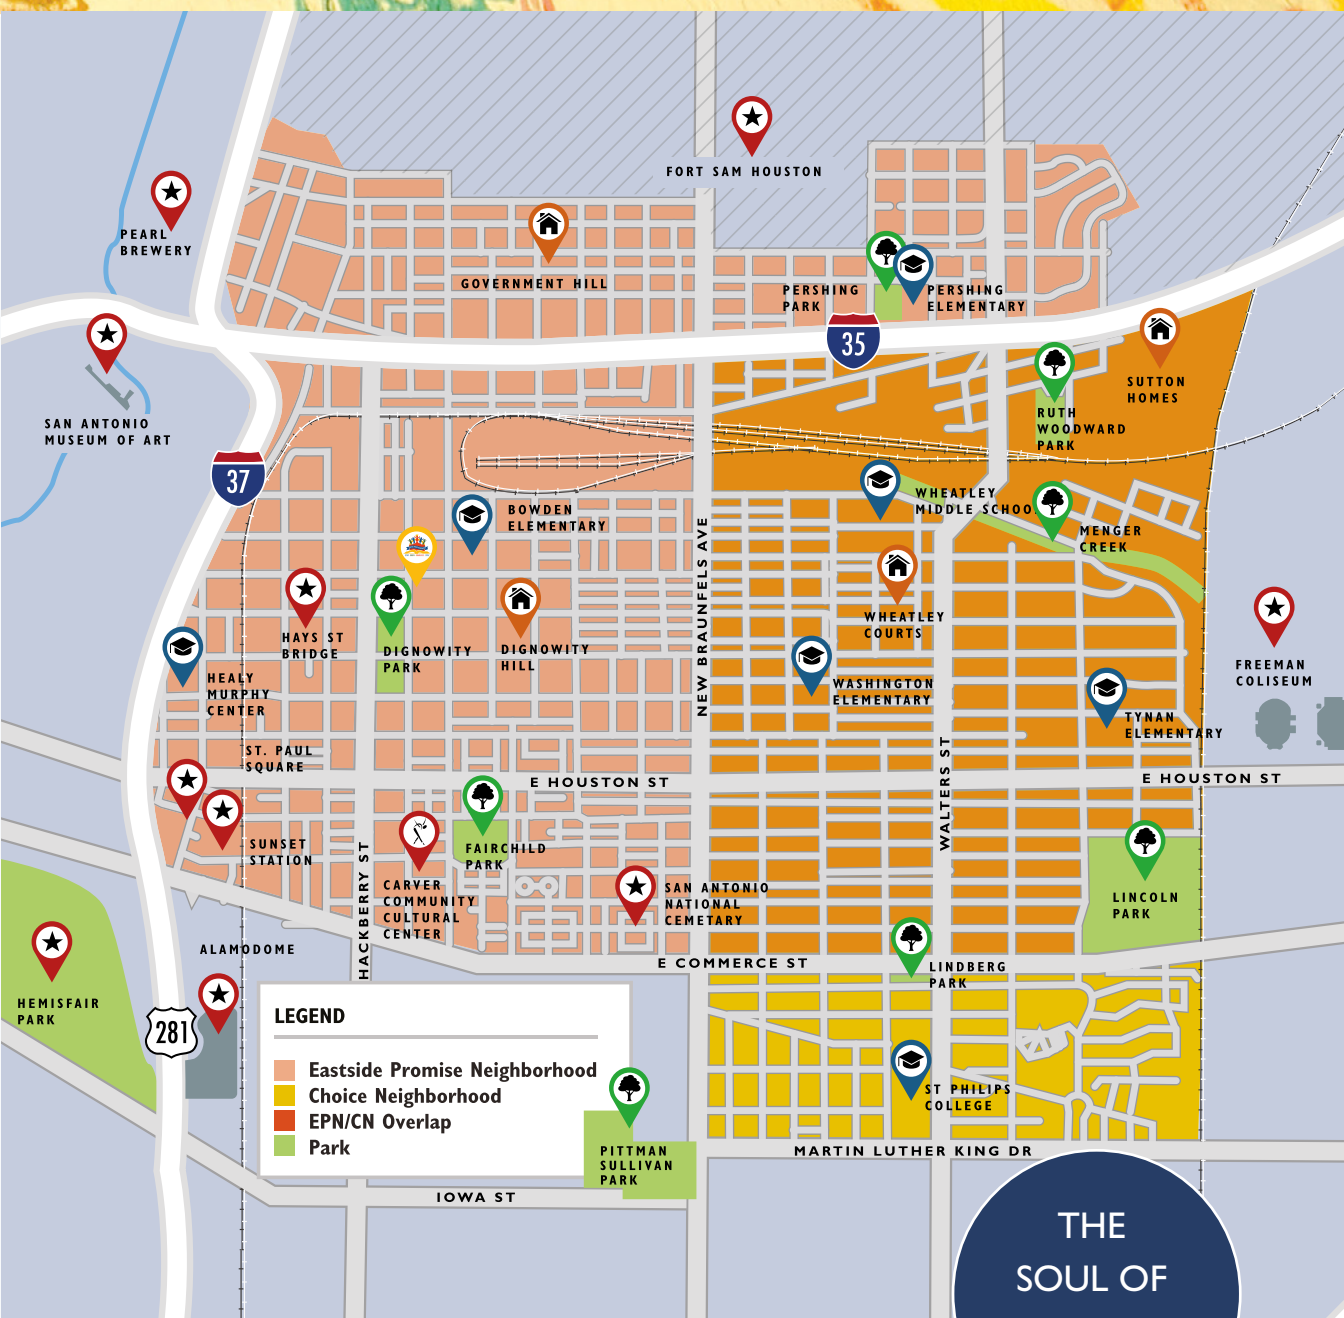 FORT SAM HOUSTON
PEARL
BREWERY
GOVERNMENT HILL
PERSHING
PARK
PERSHING
ELEMENTARY
35
SUTTON
HOMES
SAN ANTONIO
MUSEUM OF ART
RUTH
WOODWARD
PARK
37
WHEATLEY
MIDDLE SCHOO
BOWDEN
ELEMENTARY
MENGER
CREEK
NEW BRAUNFELS AVE
WHEATLEY
COURTS
HAYS ST
BRIDGE
DIGNOWITY
PARK
DIGNOWITY
HILL
FREEMAN
COLISEUM
HEALY
MURPHY
CENTER
WASHINGTON
ELEMENTARY
TYNAN
ELEMENTARY
ST. PAUL
SQUARE
E HOUSTON ST
E HOUSTON ST
WALTERS ST
SUNSET
STATION
FAIRCHILD
PARK
HACKBERRY ST
CARVER
COMMUNITY
CULTURAL
CENTER
SAN ANTONIO
NATIONAL
CEMETARY
LINCOLN
PARK
ALAMODOME
E COMMERCE ST
LINDBERG
PARK
HEMISFAIR
PARK
281
LEGEND
Eastside Promise Neighborhood
Choice Neighborhood
EPN/CN Overlap
Park
ST PHILIPS
COLLEGE
PITTMAN
SULLIVAN
PARK
MARTIN LUTHER KING DR
IOWA ST
THE
SOUL OF